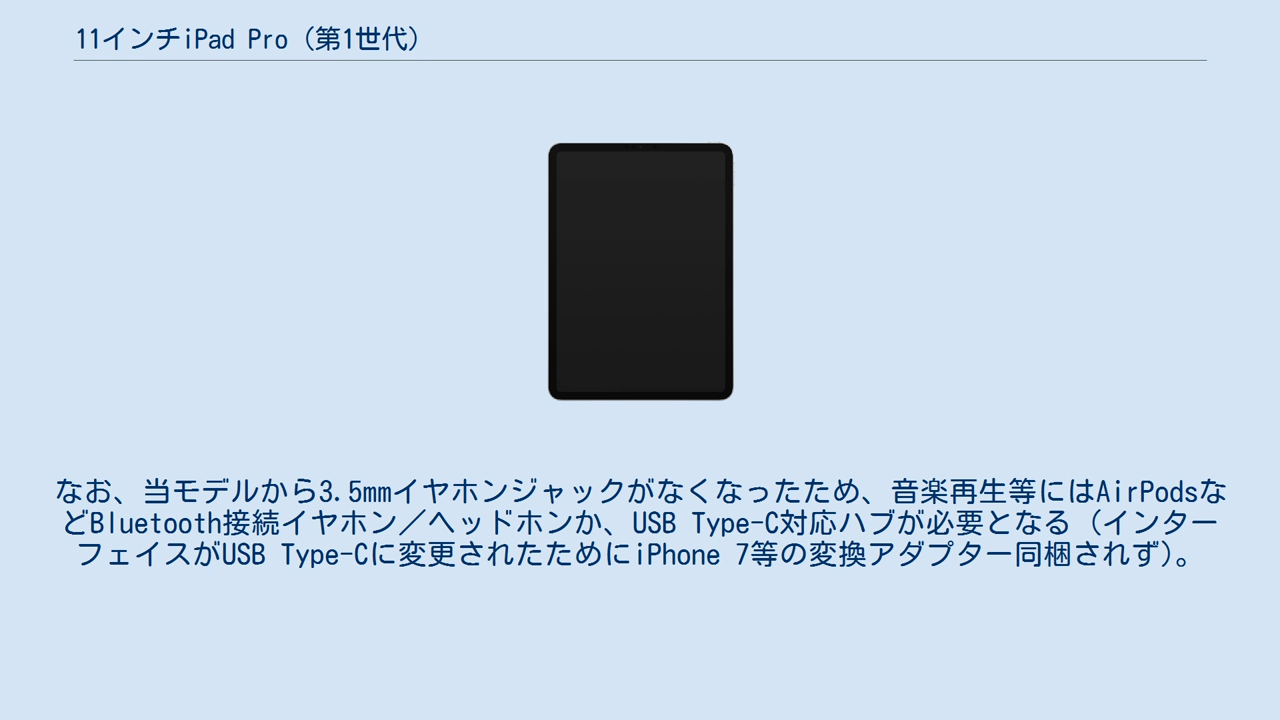 11インチiPad Pro（第1世代）
なお、当モデルから3.5mmイヤホンジャックがなくなったため、音楽再生等にはAirPodsな
どBluetooth接続イヤホン／ヘッドホンか、USB Type-C対応ハブが必要となる（インター
フェイスがUSB Type-Cに変更されたためにiPhone 7等の変換アダプター同梱されず）。